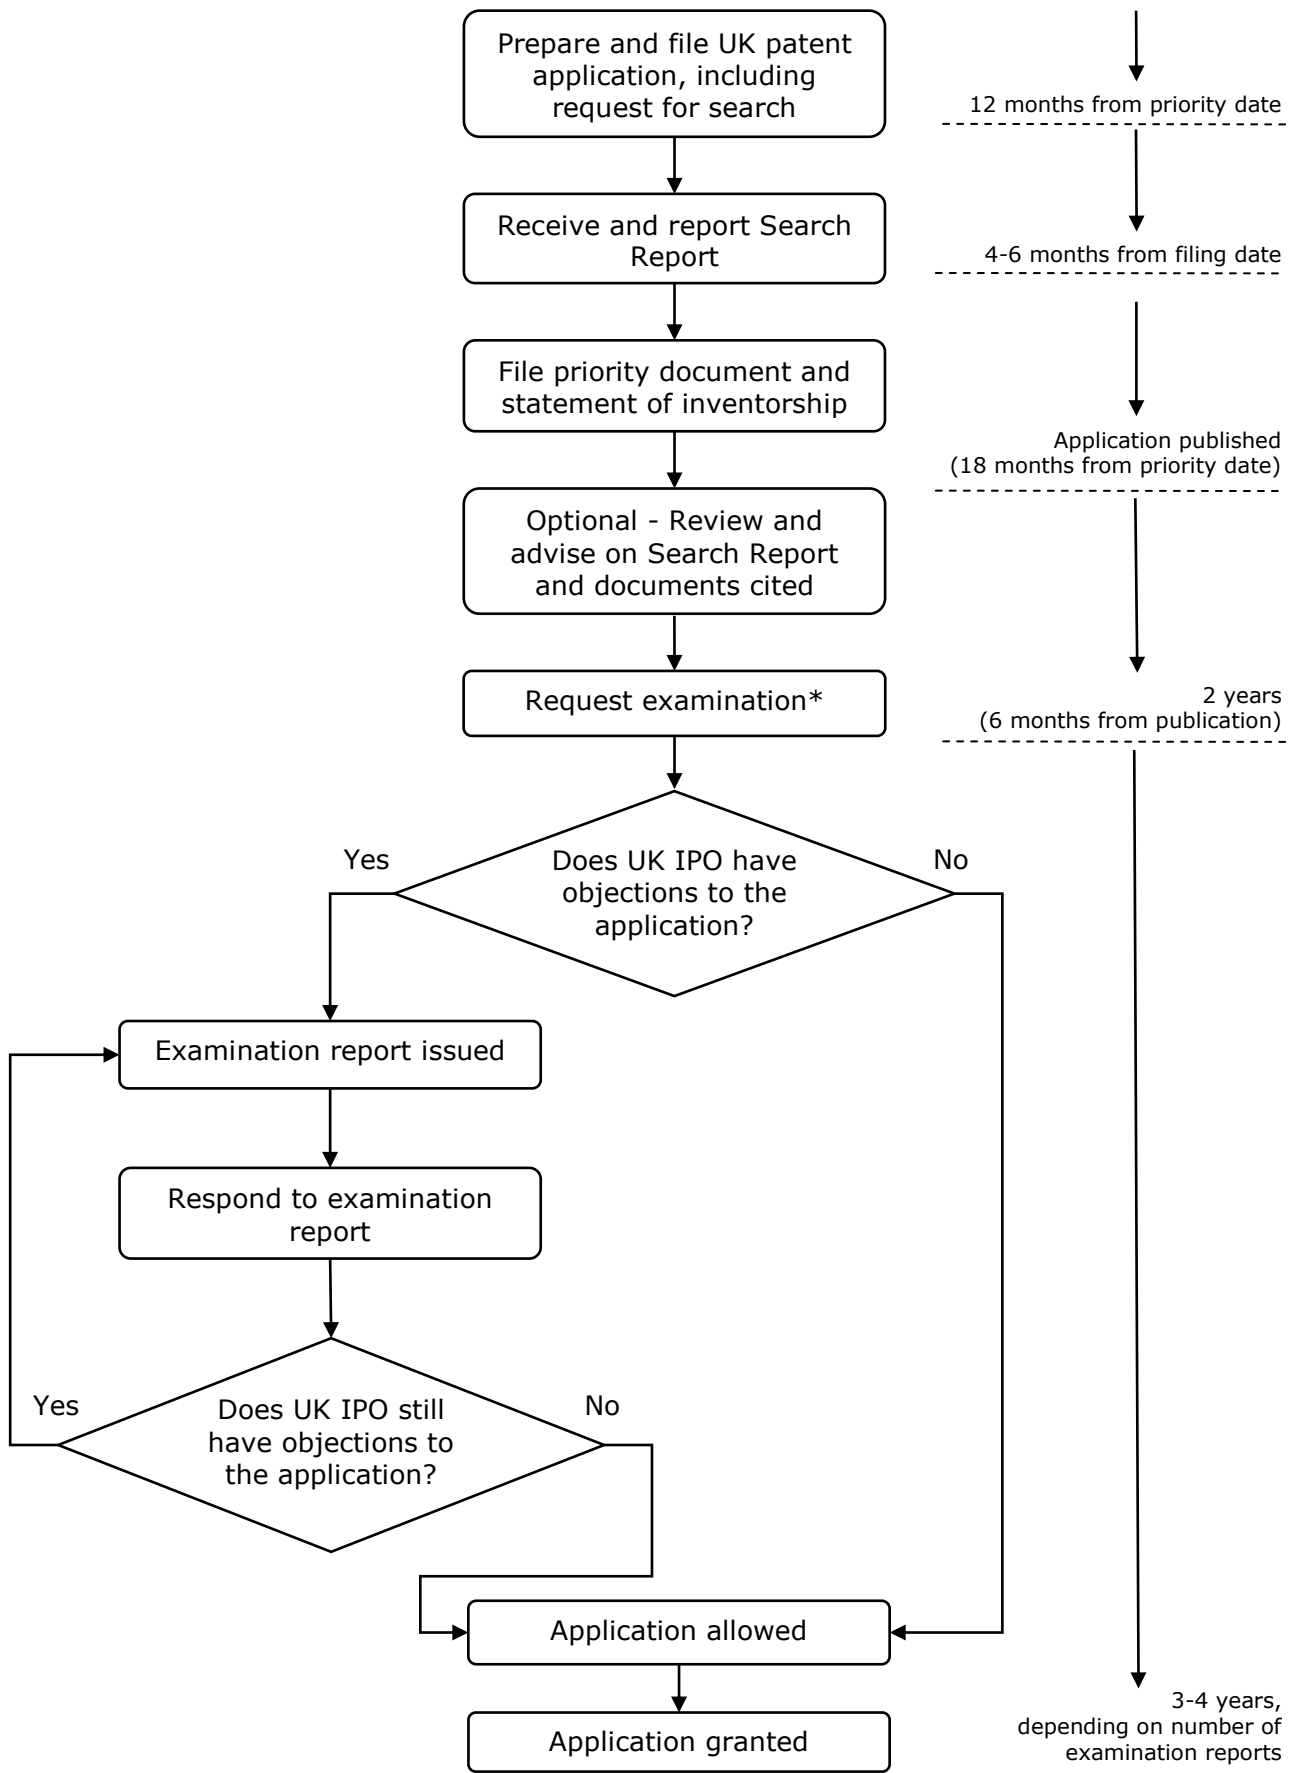 Prepare and file UK patent
application, including
request for search
12 months from priority date
Receive and report Search
Report
4-6 months from filing date
File priority document and
statement of inventorship
Application published
(18 months from priority date)
Optional - Review and
advise on Search Report
and documents cited
Request examination*
2 years
(6 months from publication)
Yes
Does UK IPO have
objections to the
application?
No
Examination report issued
Respond to examination
report
Yes
Does UK IPO still
have objections to
the application?
No
Application allowed
Application granted
3-4 years,
depending on number of
examination reports